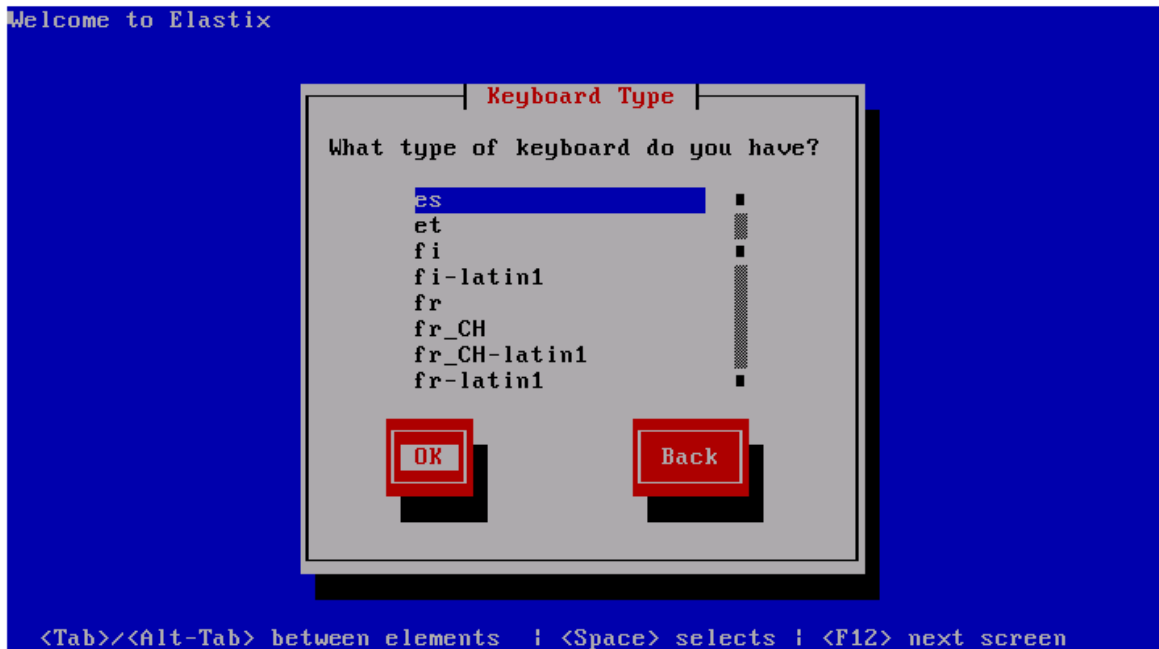 Welcome to Elastix
Keyboard Type
What type of keyboard do you have?
es
et
fi
fi-latin1
fr
fr_CH
fr_CH-latin1
fr-latin1
OK Back
<Tab>/<Alt-Tab> between elements | <Space> selects | <F12> next screen